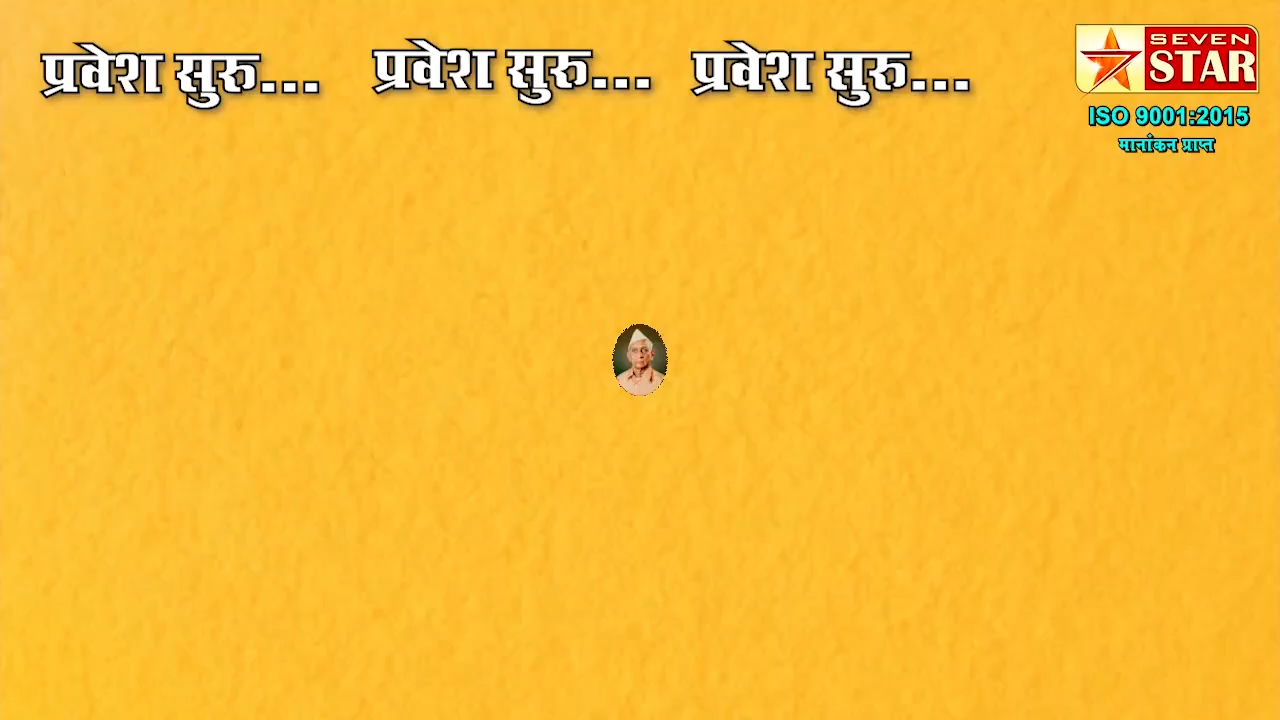 प्रवेश सुरु... प्रवेश सुरु... प्रवेश सुरु...
SEVEN
STAR
ISO 9001:2015
मानांकन प्राप्त